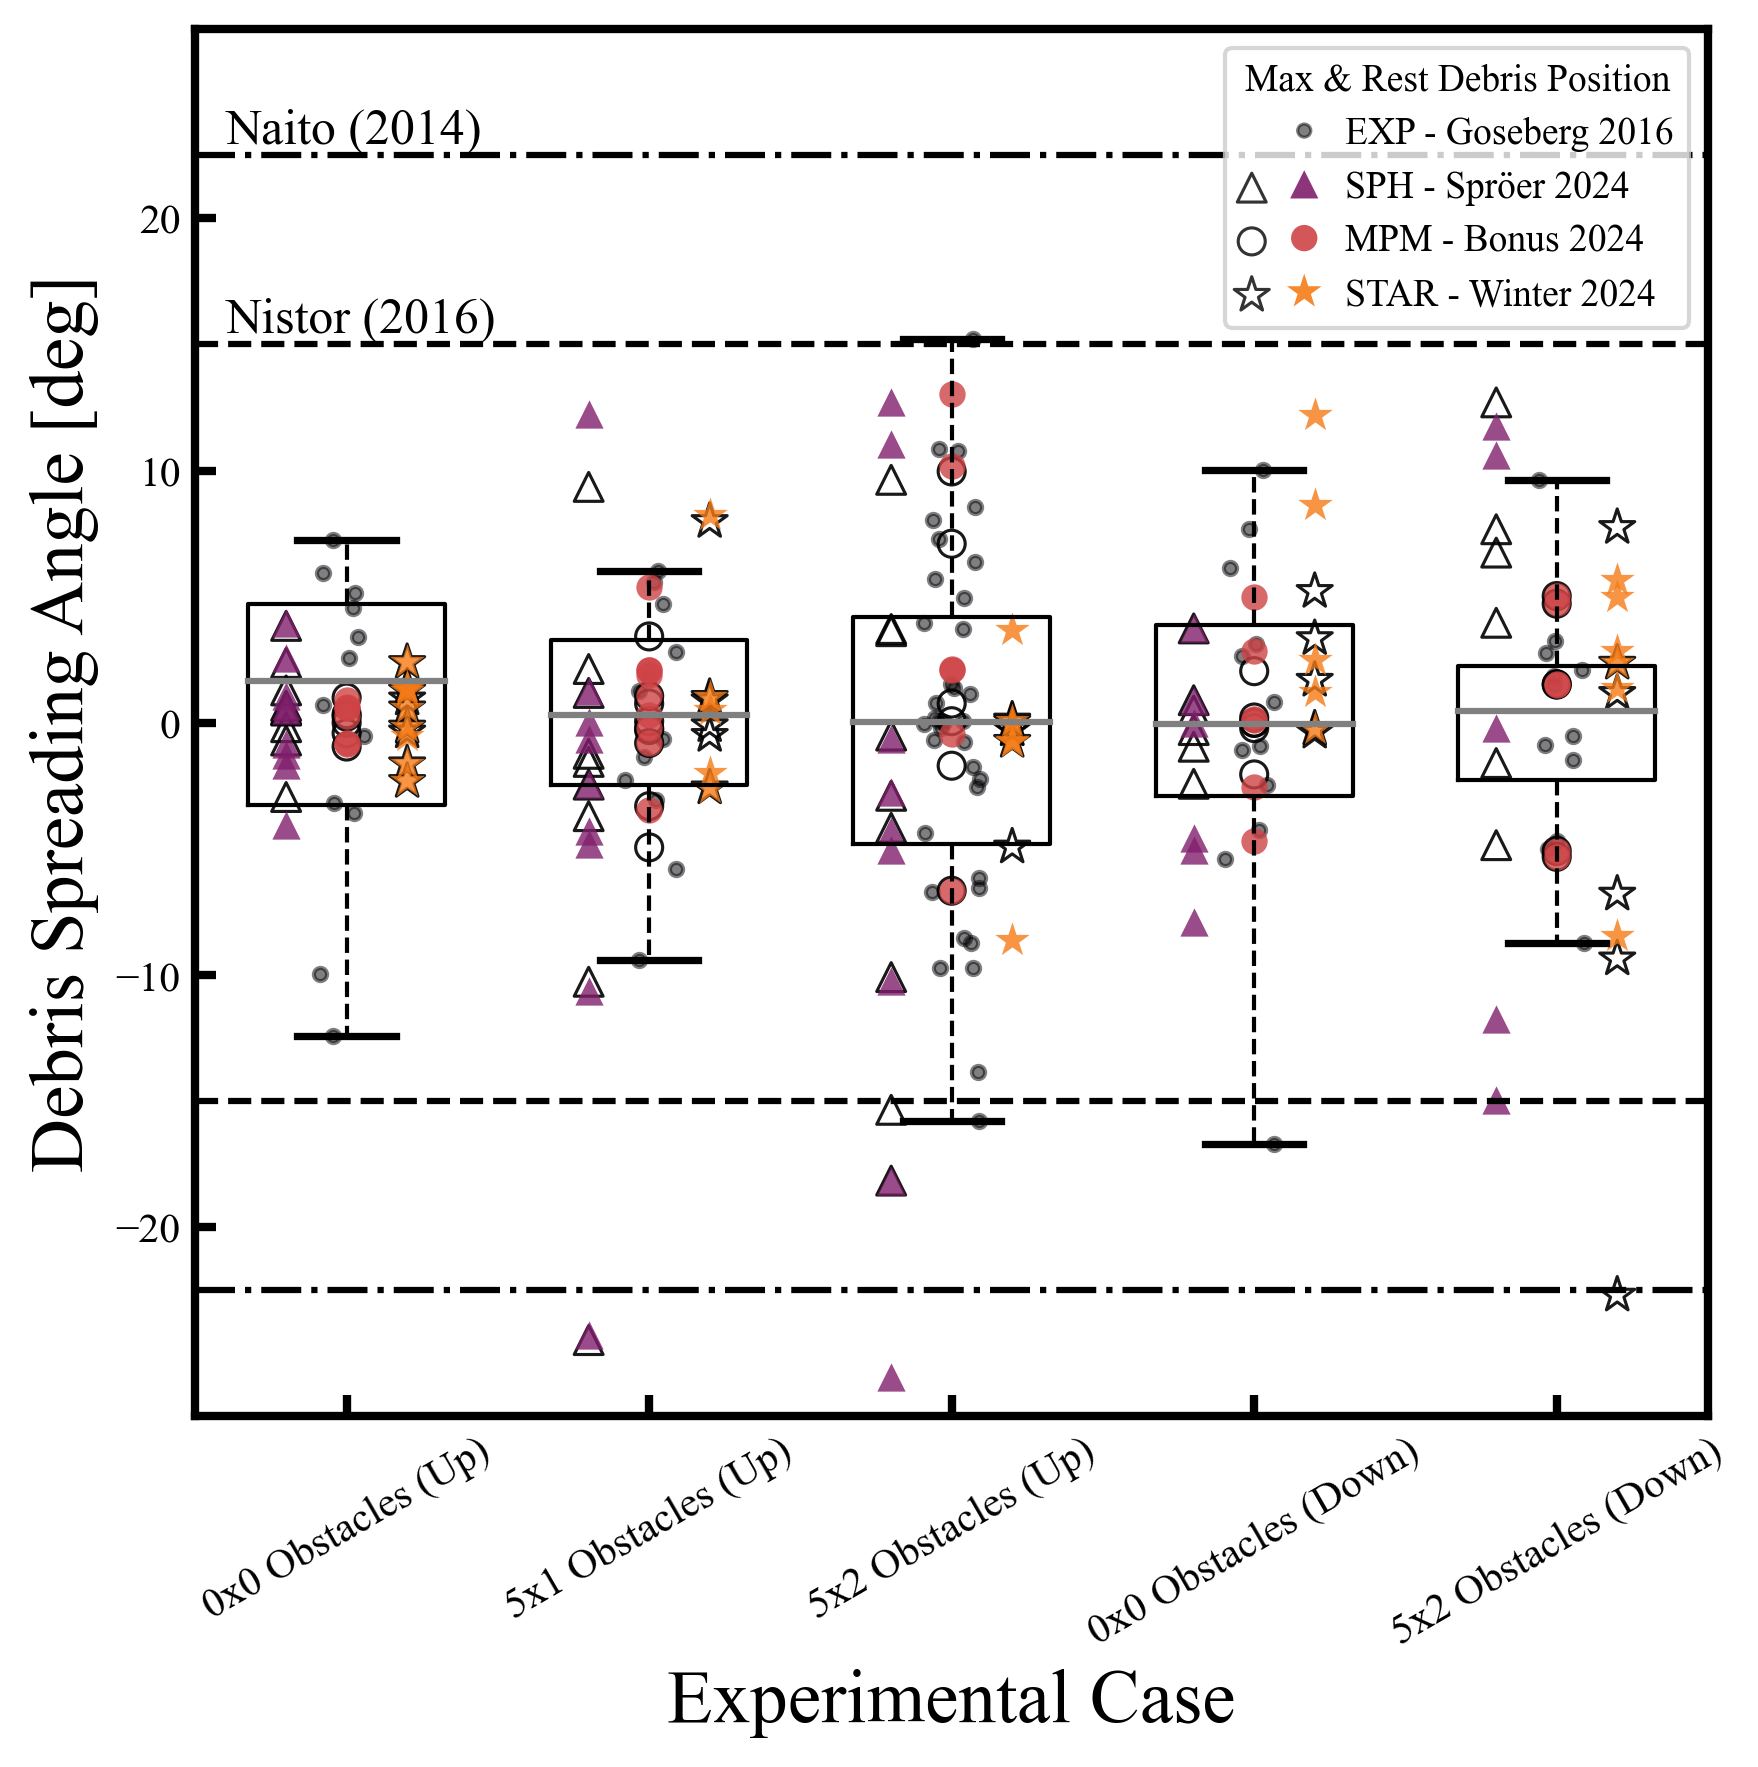 Max & Rest Debris Position
EXP - Goseberg 2016
SPH - Spröer 2024
MPM - Bonus 2024
STAR - Winter 2024
Naito (2014)
Nistor (2016)
20
10
0
−10
−20
Debris Spreading Angle [deg]
0x0 Obstacles (Up)
5x1 Obstacles (Up)
5x2 Obstacles (Up)
0x0 Obstacles (Down)
5x2 Obstacles (Down)
Experimental Case